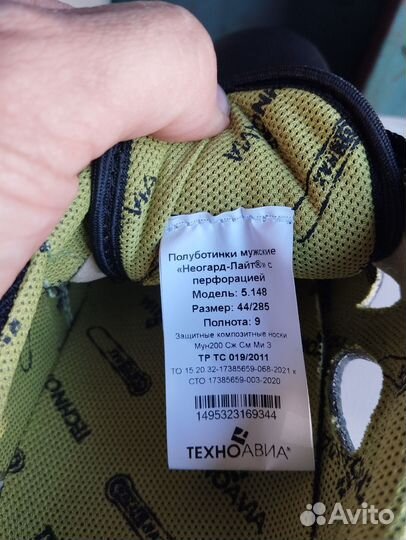 Полуботинки мужские
«Неогард-Лайт®» с
перфорацией
Модель: 5.148
Размер: 44/285
Полнота: 9
Защитные композитные носки
Мун200 Сж См Ми З
ТР ТС 019/2011
ТО 15.20.32-17385659-068-2021 к
СТО 17385659-003-2020
1495323169344
ТЕХНОАВИА®
TECHNO
AVIA
Avito